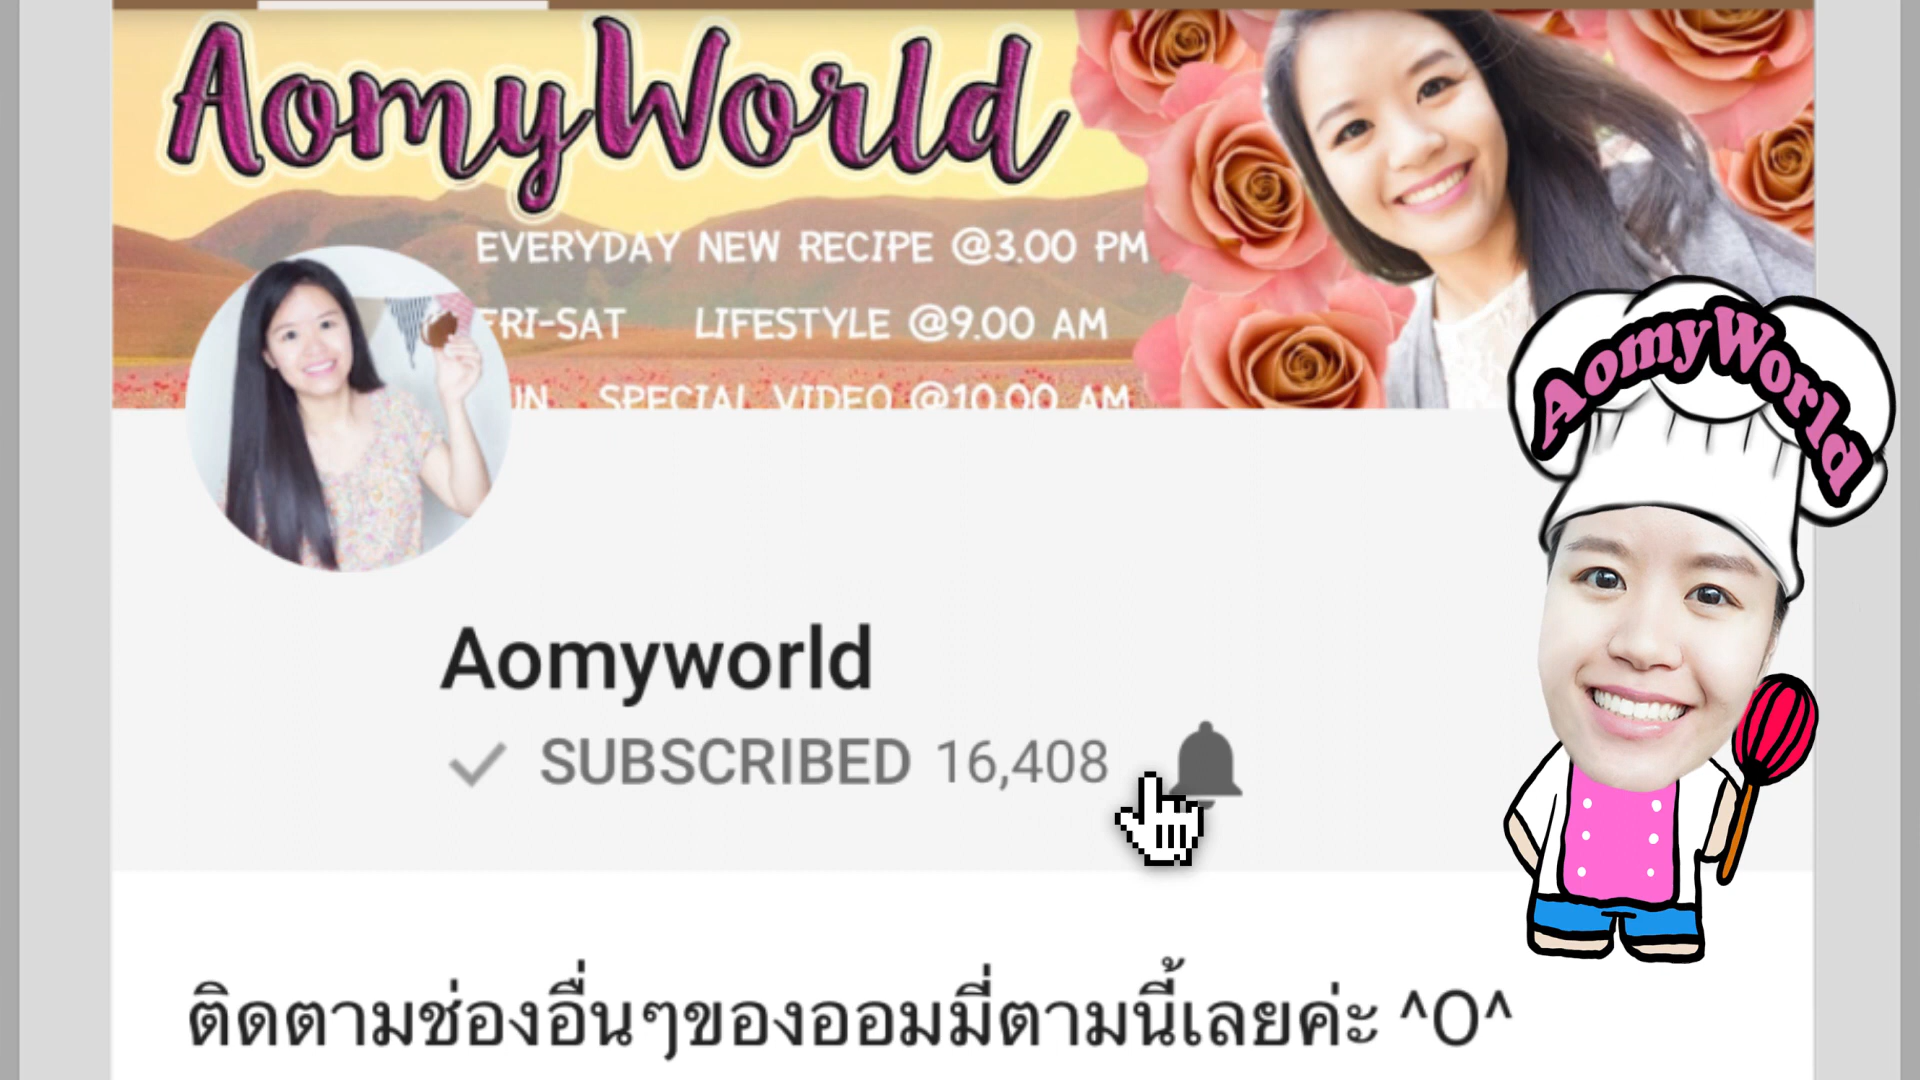 AomyWorld
EVERYDAY NEW RECIPE @3.00 PM
FRI-SAT LIFESTYLE @9.00 AM
UN SPECIAL VIDEO @10.00 AM
AomyWorld
Aomyworld
SUBSCRIBED 16,408
ติดตามช่องอื่นๆของออมมี่ตามนี้เลยค่ะ ^O^